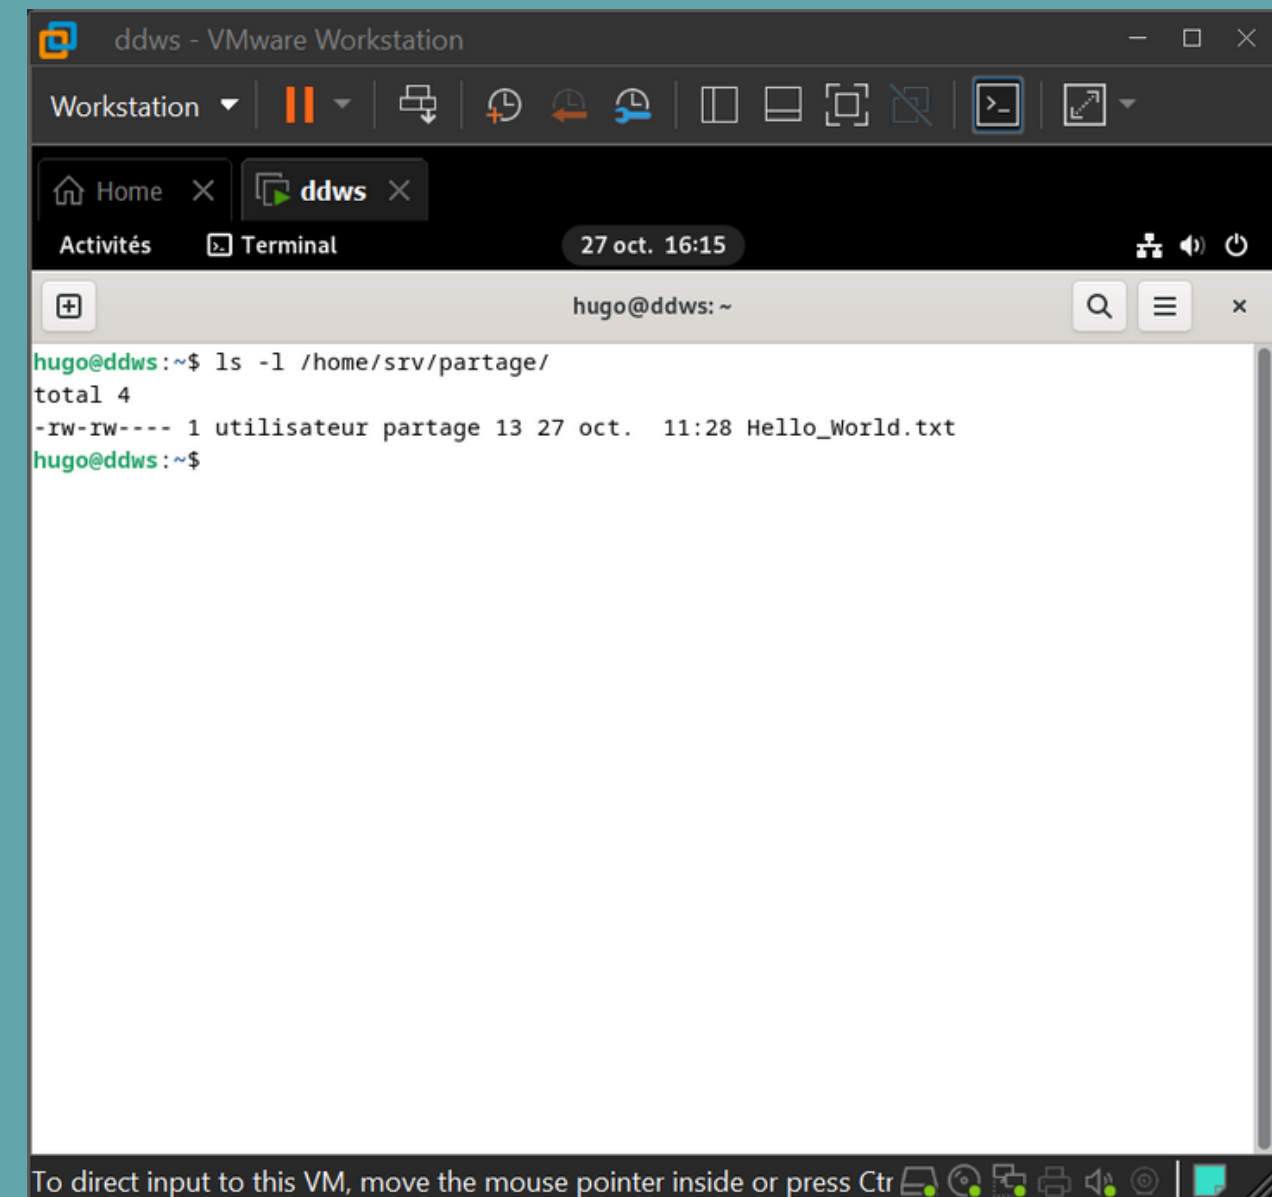 ddws - VMware Workstation
Workstation
Home ddws
Activités Terminal 27 oct. 16:15
hugo@ddws: ~
hugo@ddws:~$ ls -l /home/srv/partage/
total 4
-rw-rw---- 1 utilisateur partage 13 27 oct.  11:28 Hello_World.txt
hugo@ddws:~$
To direct input to this VM, move the mouse pointer inside or press Ctr